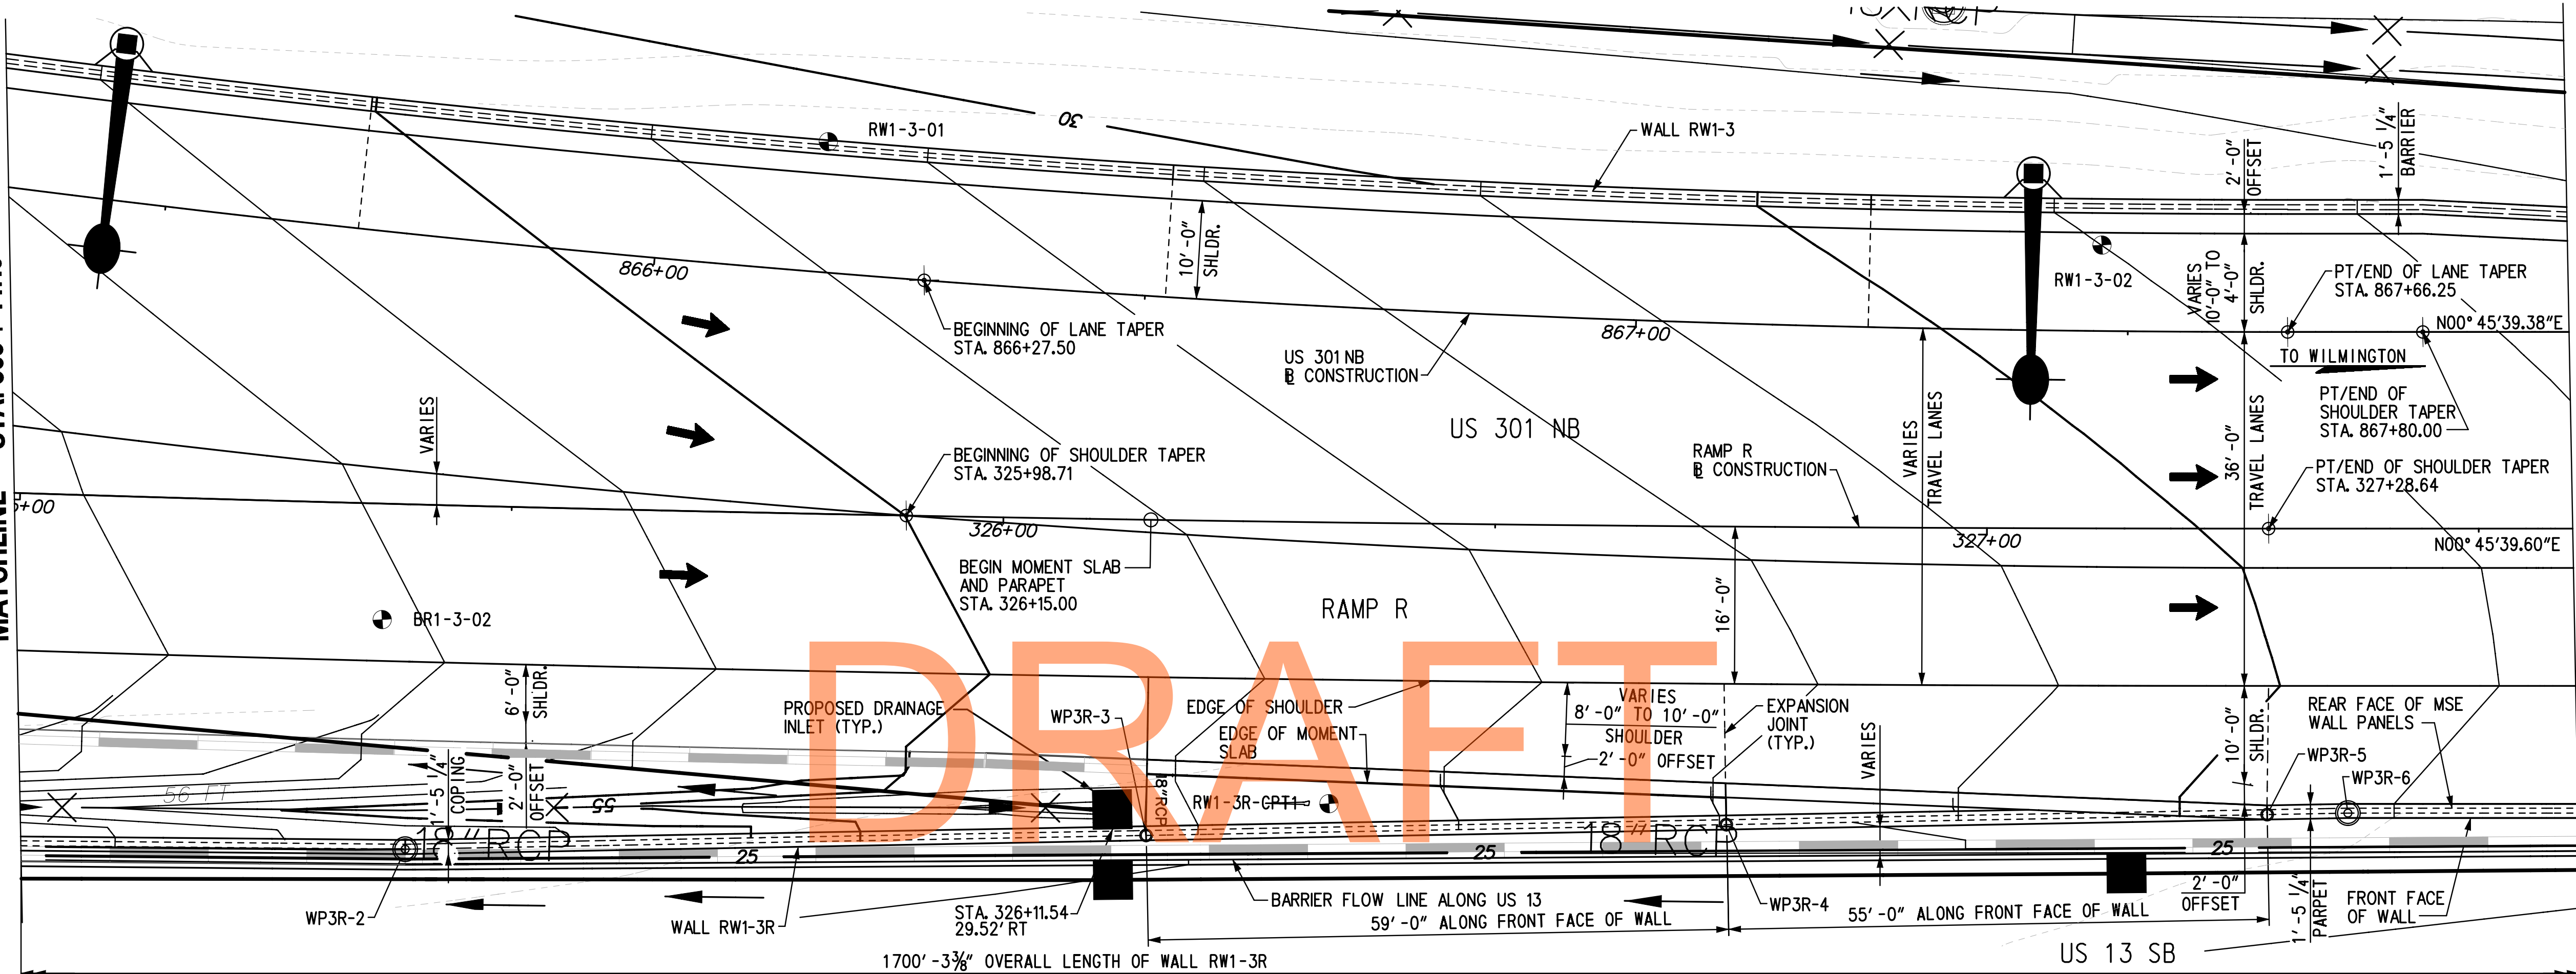 RW1-3-01
30
WALL RW1-3
2'-0"
OFFSET
1'-5 1/4"
BARRIER
866+00
10'-0"
SHLDR.
BEGINNING OF LANE TAPER
STA. 866+27.50
867+00
US 301 NB
BL CONSTRUCTION
RW1-3-02
VARIES
10'-0" TO
4'-0"
SHLDR.
PT/END OF LANE TAPER
STA. 867+66.25
N00° 45'39.38"E
TO WILMINGTON
PT/END OF
SHOULDER TAPER
STA. 867+80.00
VARIES
US 301 NB
VARIES
TRAVEL LANES
36'-0"
TRAVEL LANES
BEGINNING OF SHOULDER TAPER
STA. 325+98.71
RAMP R
BL CONSTRUCTION
PT/END OF SHOULDER TAPER
STA. 327+28.64
326+00
327+00
N00° 45'39.60"E
BEGIN MOMENT SLAB
AND PARAPET
STA. 326+15.00
BR1-3-02
RAMP R
16'-0"
DRAFT
6'-0"
SHLDR.
PROPOSED DRAINAGE
INLET (TYP.)
WP3R-3
EDGE OF SHOULDER
EDGE OF MOMENT
SLAB
VARIES
8'-0" TO 10'-0"
SHOULDER
2'-0" OFFSET
EXPANSION
JOINT
(TYP.)
VARIES
10'-0"
SHLDR.
REAR FACE OF MSE
WALL PANELS
WP3R-5
WP3R-6
56 FT
1'-5 1/4"
COPING
2'-0"
OFFSET
55
18"RCP
RW1-3R-CPT1
18"RCP
18"RCP
25
25
25
WP3R-2
WALL RW1-3R
STA. 326+11.54
29.52' RT
BARRIER FLOW LINE ALONG US 13
59'-0" ALONG FRONT FACE OF WALL
WP3R-4
55'-0" ALONG FRONT FACE OF WALL
2'-0"
OFFSET
1'-5 1/4"
PARPET
FRONT FACE
OF WALL
US 13 SB
1700'-3⅜" OVERALL LENGTH OF WALL RW1-3R